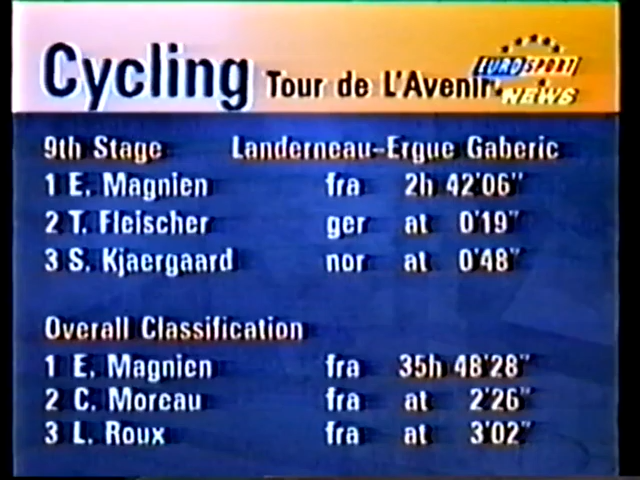 Cycling Tour de L'Avenir
EUROSPORT
NEWS
9th Stage Landerneau-Ergue Gaberic
1 E. Magnien fra 2h 42'06"
2 T. Fleischer ger at 0'19"
3 S. Kjaergaard nor at 0'48"
Overall Classification
1 E. Magnien fra 35h 48'28"
2 C. Moreau fra at 2'26"
3 L. Roux fra at 3'02"